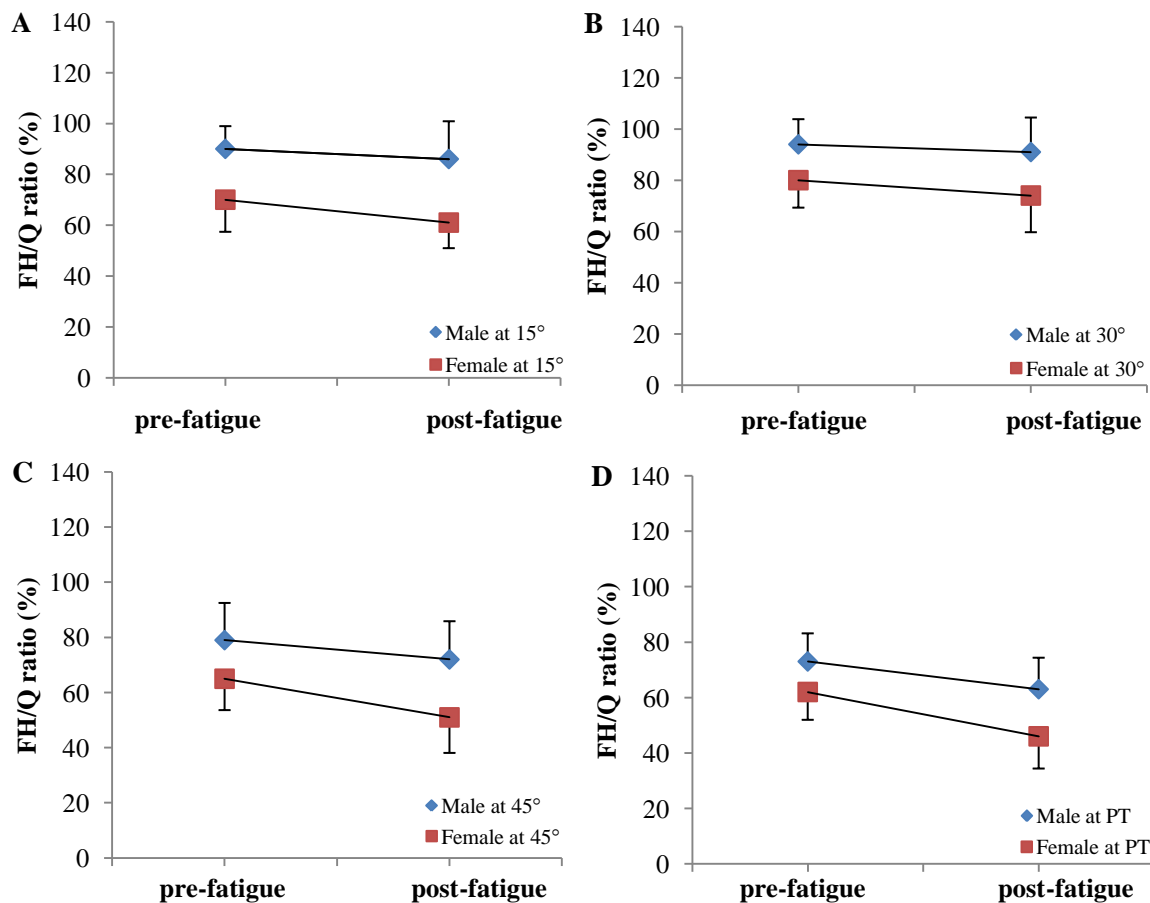 A
FH/Q ratio (%)
140
120
100
80
60
40
20
0
Male at 15°
Female at 15°
pre-fatigue
post-fatigue
B
FH/Q ratio (%)
140
120
100
80
60
40
20
0
Male at 30°
Female at 30°
pre-fatigue
post-fatigue
C
FH/Q ratio (%)
140
120
100
80
60
40
20
0
Male at 45°
Female at 45°
pre-fatigue
post-fatigue
D
FH/Q ratio (%)
140
120
100
80
60
40
20
0
Male at PT
Female at PT
pre-fatigue
post-fatigue